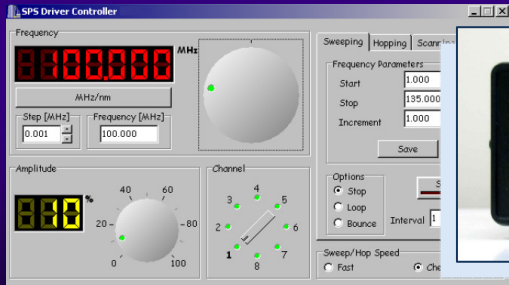 SPS Driver Controller
Frequency
100.000
MHz
MHz/nm
Step [MHz]
0.001
Frequency [MHz]
100.000
Amplitude
10 %
0 20 40 60 80 100
Channel
1 2 3 4 5 6 7 8
Sweeping Hopping
Frequency Parameters
Start 1.000
Stop 135.000
Increment 1.000
Save
Options
Stop
Loop
Bounce
Interval 1
Sweep/Hop Speed
Fast